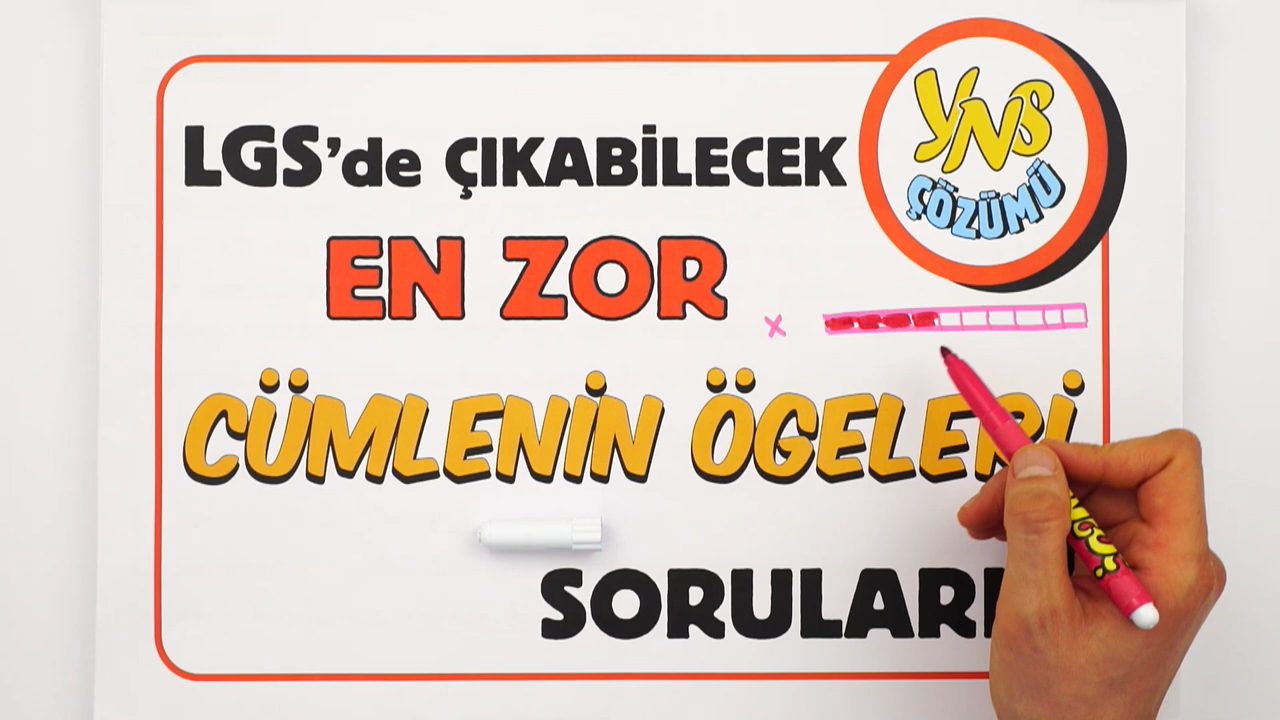 YNS
ÇÖZÜMÜ
LGS'de ÇIKABİLECEK
EN ZOR
x
CÜMLENİN ÖGELERİ
SORULARI